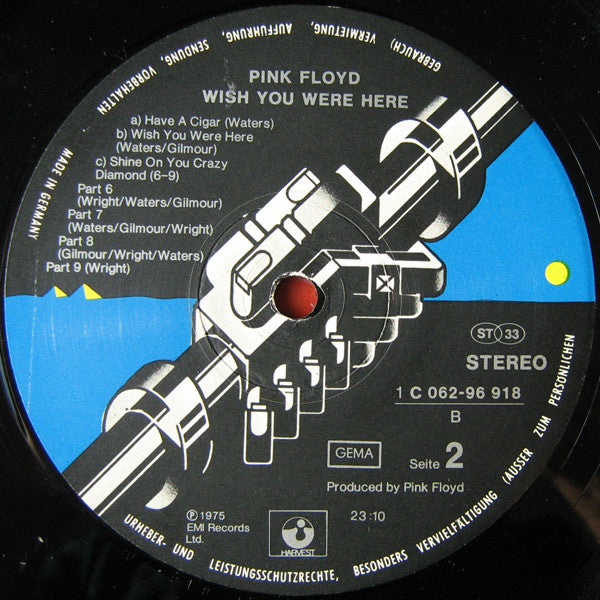 PINK FLOYD
WISH YOU WERE HERE
a) Have A Cigar (Waters)
b) Wish You Were Here
(Waters/Gilmour)
c) Shine On You Crazy
Diamond (6–9)
Part 6
(Wright/Waters/Gilmour)
Part 7
(Waters/Gilmour/Wright)
Part 8
(Gilmour/Wright/Waters)
Part 9 (Wright)
ST 33
STEREO
1 C 062-96 918
B
GEMA
Seite 2
Produced by Pink Floyd
℗ 1975
EMI Records
Ltd.
HARVEST
23:10
MADE IN GERMANY
URHEBER- UND LEISTUNGSSCHUTZRECHTE, BESONDERS VERVIELFÄLTIGUNG (AUSSER ZUM PERSÖNLICHEN GEBRAUCH) VERMIETUNG, AUFFÜHRUNG, SENDUNG, VORBEHALTEN